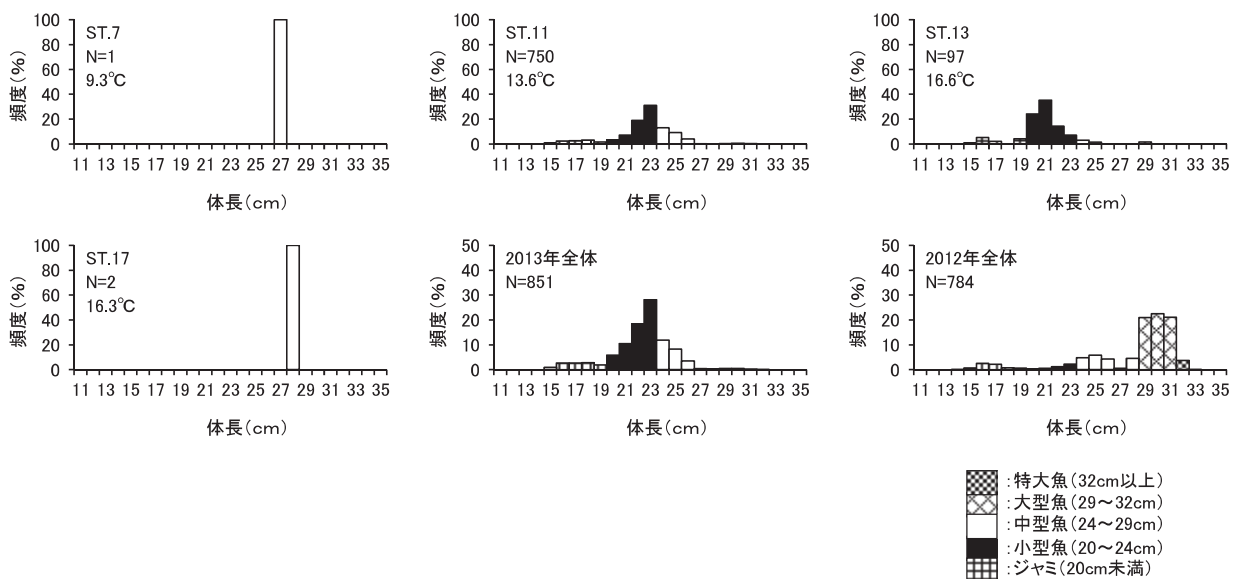 ST.7
N=1
9.3℃
頻度(%)
100
80
60
40
20
0
11 13 15 17 19 21 23 25 27 29 31 33 35
体長(cm)
ST.11
N=750
13.6℃
頻度(%)
100
80
60
40
20
0
11 13 15 17 19 21 23 25 27 29 31 33 35
体長(cm)
ST.13
N=97
16.6℃
頻度(%)
100
80
60
40
20
0
11 13 15 17 19 21 23 25 27 29 31 33 35
体長(cm)
ST.17
N=2
16.3℃
頻度(%)
100
80
60
40
20
0
11 13 15 17 19 21 23 25 27 29 31 33 35
体長(cm)
2013年全体
N=851
頻度(%)
50
40
30
20
10
0
11 13 15 17 19 21 23 25 27 29 31 33 35
体長(cm)
2012年全体
N=784
頻度(%)
50
40
30
20
10
0
11 13 15 17 19 21 23 25 27 29 31 33 35
体長(cm)
:特大魚(32cm以上)
:大型魚(29～32cm)
:中型魚(24～29cm)
:小型魚(20～24cm)
:ジャミ(20cm未満)